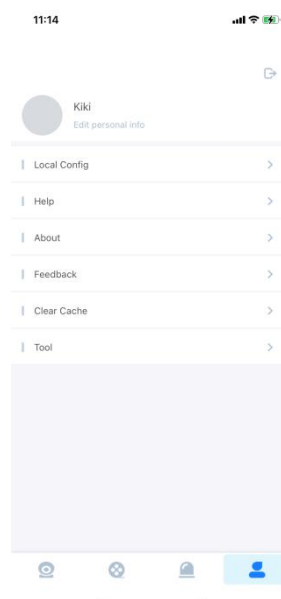 11:14
Kiki
Edit personal info
Local Config
Help
About
Feedback
Clear Cache
Tool